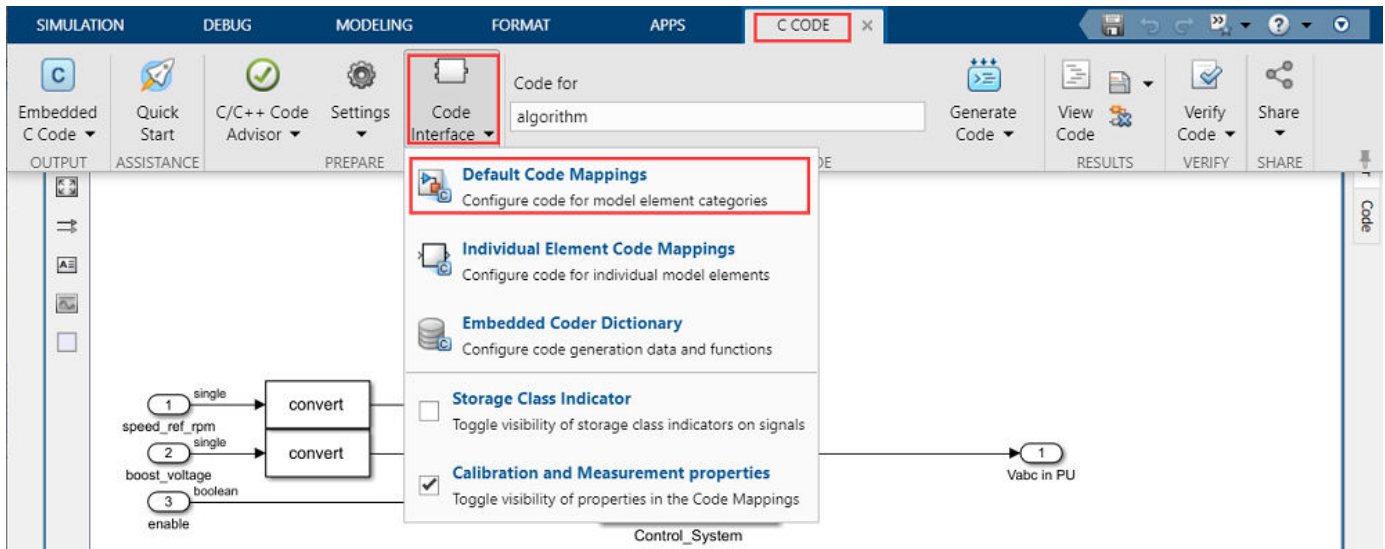 SIMULATION DEBUG MODELING FORMAT APPS C CODE
Embedded C Code
Quick Start
C/C++ Code Advisor
Settings
Code Interface
Code for
algorithm
Generate Code
View Code
Verify Code
Share
OUTPUT ASSISTANCE PREPARE DE RESULTS VERIFY SHARE
Default Code Mappings
Configure code for model element categories
Individual Element Code Mappings
Configure code for individual model elements
Embedded Coder Dictionary
Configure code generation data and functions
Storage Class Indicator
Toggle visibility of storage class indicators on signals
Calibration and Measurement properties
Toggle visibility of properties in the Code Mappings
Code
1 single convert
speed_ref_rpm
2 single convert
boost_voltage
3 boolean
enable
1
Vabc in PU
Control_System